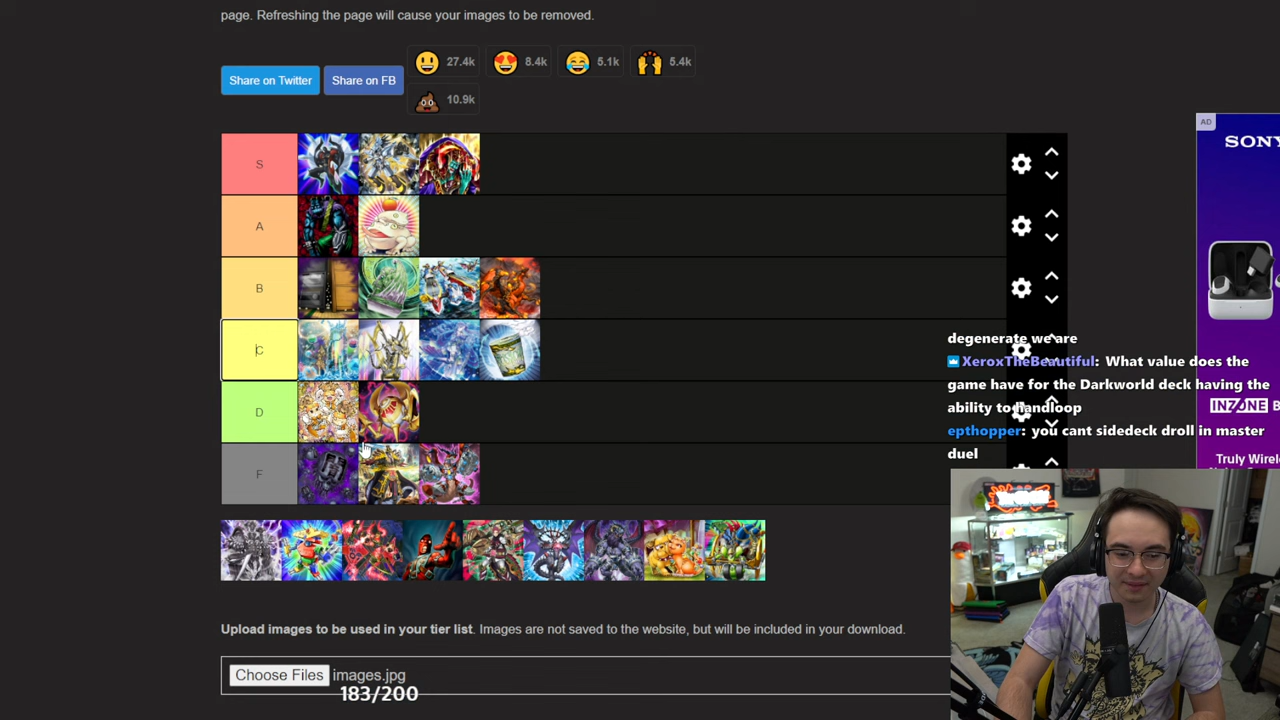 page. Refreshing the page will cause your images to be removed.
Share on Twitter
Share on FB
27.4k
8.4k
5.1k
5.4k
10.9k
AD
SONY
S
A
B
C
D
F
degenerate we are
XeroxTheBeautiful: What value does the
game have for the Darkworld deck having the
ability to handloop
epthopper: you cant sidedeck droll in master
duel
INZONE B
Truly Wire
Upload images to be used in your tier list. Images are not saved to the website, but will be included in your download.
Choose Files images.jpg
183/200